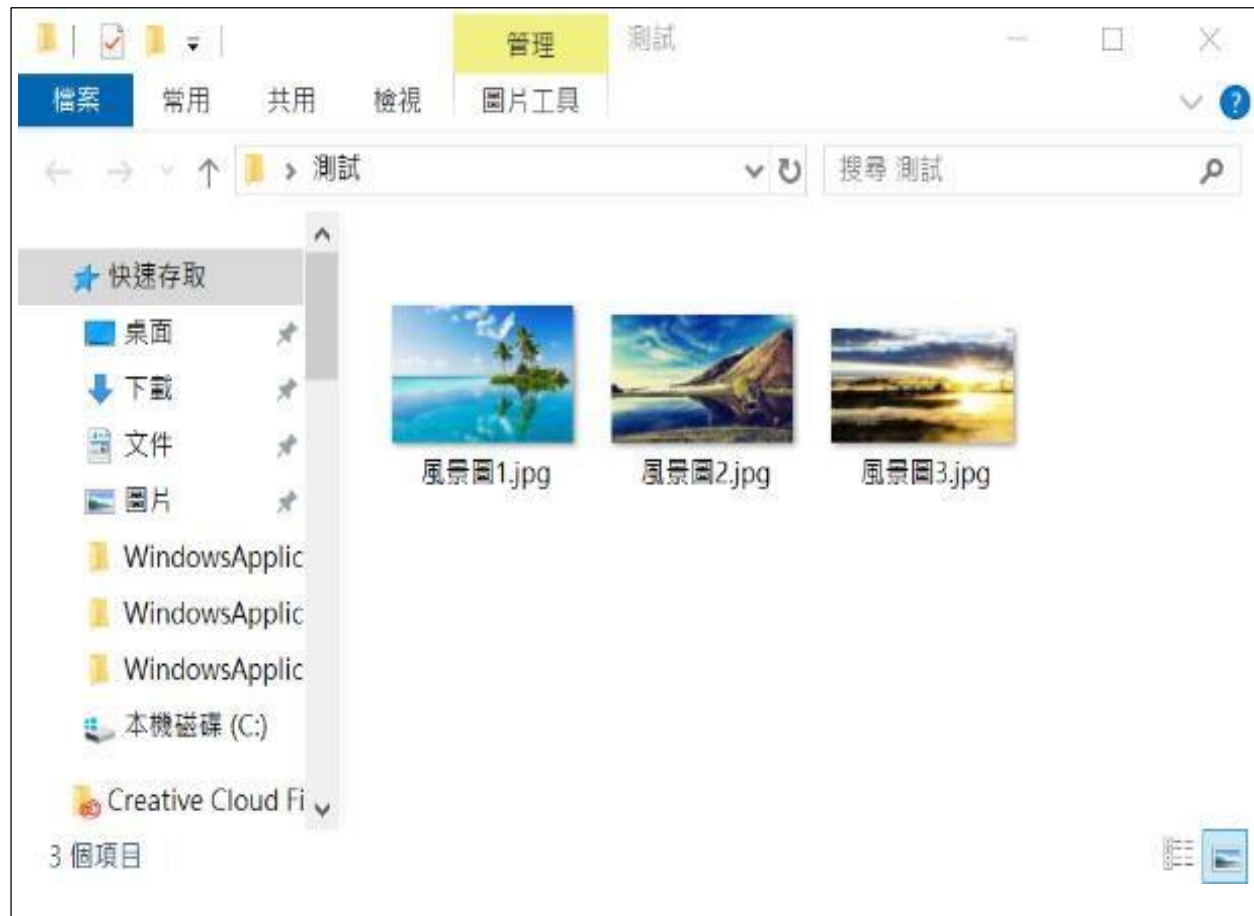 管理
測試
檔案
常用
共用
檢視
圖片工具
測試
搜尋 測試
快速存取
桌面
下載
文件
圖片
WindowsApplic
WindowsApplic
WindowsApplic
本機磁碟 (C:)
Creative Cloud Fi
風景圖1.jpg
風景圖2.jpg
風景圖3.jpg
3 個項目